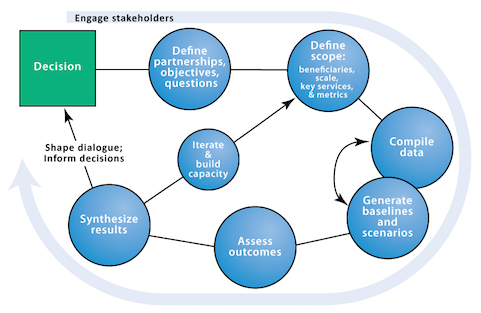 Engage stakeholders
Decision
Define
partnerships,
objectives,
questions
Define
scope:
beneficiaries,
scale,
key services,
& metrics
Compile
data
Generate
baselines
and
scenarios
Assess
outcomes
Synthesize
results
Iterate
&
build
capacity
Shape dialogue;
Inform decisions